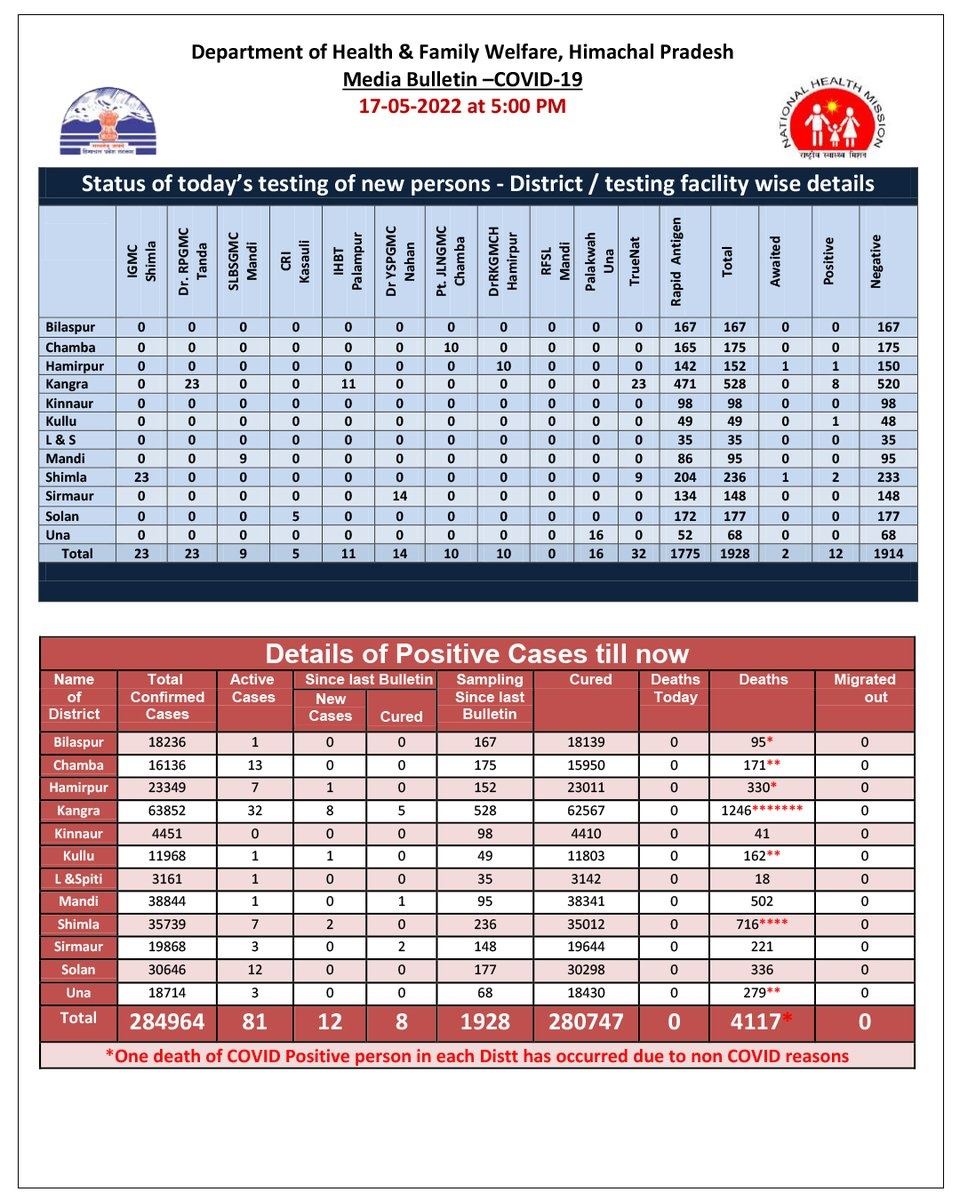 Department of Health & Family Welfare, Himachal Pradesh
Media Bulletin –COVID-19
17-05-2022 at 5:00 PM
NATIONAL HEALTH MISSION
राष्ट्रीय स्वास्थ्य मिशन
Status of today's testing of new persons - District / testing facility wise details
IGMC Shimla Dr. RPGMC Tanda SLBSGMC Mandi CRI Kasauli IHBT Palampur Dr YSPGMC Nahan Pt. JLNGMC Chamba DrRKGMCH Hamirpur RFSL Mandi Palakwah Una TrueNat Rapid Antigen Total Awaited Positive Negative
Bilaspur 0 0 0 0 0 0 0 0 0 0 0 167 167 0 0 167
Chamba 0 0 0 0 0 0 10 0 0 0 0 165 175 0 0 175
Hamirpur 0 0 0 0 0 0 0 10 0 0 0 142 152 1 1 150
Kangra 0 23 0 0 11 0 0 0 0 0 23 471 528 0 8 520
Kinnaur 0 0 0 0 0 0 0 0 0 0 0 98 98 0 0 98
Kullu 0 0 0 0 0 0 0 0 0 0 0 49 49 0 1 48
L & S 0 0 0 0 0 0 0 0 0 0 0 35 35 0 0 35
Mandi 0 0 9 0 0 0 0 0 0 0 0 86 95 0 0 95
Shimla 23 0 0 0 0 0 0 0 0 0 9 204 236 1 2 233
Sirmaur 0 0 0 0 0 14 0 0 0 0 0 134 148 0 0 148
Solan 0 0 0 5 0 0 0 0 0 0 0 172 177 0 0 177
Una 0 0 0 0 0 0 0 0 0 16 0 52 68 0 0 68
Total 23 23 9 5 11 14 10 10 0 16 32 1775 1928 2 12 1914
Details of Positive Cases till now
Name of District Total Confirmed Cases Active Cases Since last Bulletin New Cases Cured Sampling Since last Bulletin Cured Deaths Today Deaths Migrated out
Bilaspur 18236 1 0 0 167 18139 0 95* 0
Chamba 16136 13 0 0 175 15950 0 171** 0
Hamirpur 23349 7 1 0 152 23011 0 330* 0
Kangra 63852 32 8 5 528 62567 0 1246******* 0
Kinnaur 4451 0 0 0 98 4410 0 41 0
Kullu 11968 1 1 0 49 11803 0 162** 0
L &Spiti 3161 1 0 0 35 3142 0 18 0
Mandi 38844 1 0 1 95 38341 0 502 0
Shimla 35739 7 2 0 236 35012 0 716**** 0
Sirmaur 19868 3 0 2 148 19644 0 221 0
Solan 30646 12 0 0 177 30298 0 336 0
Una 18714 3 0 0 68 18430 0 279** 0
Total 284964 81 12 8 1928 280747 0 4117* 0
*One death of COVID Positive person in each Distt has occurred due to non COVID reasons